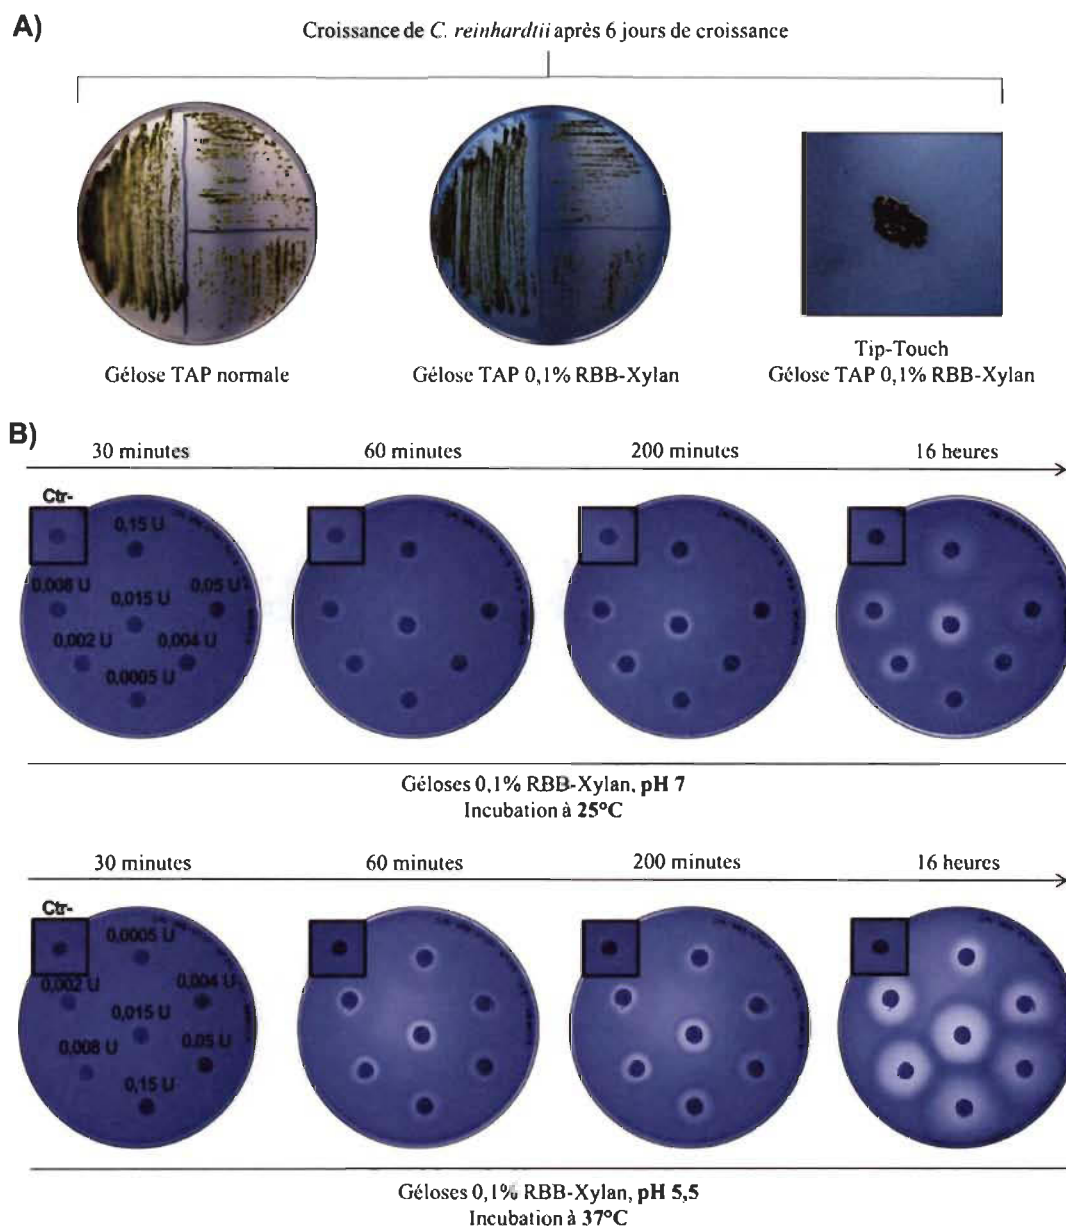 A)
Croissance de C. reinhardtii après 6 jours de croissance
Gélose TAP normale
Gélose TAP 0,1% RBB-Xylan
Tip-Touch
Gélose TAP 0,1% RBB-Xylan
B)
30 minutes
60 minutes
200 minutes
16 heures
Ctr-
0,15 U
0,008 U
0,05 U
0,015 U
0,002 U
0,004 U
0,0005 U
Géloses 0,1% RBB-Xylan, pH 7
Incubation à 25°C
30 minutes
60 minutes
200 minutes
16 heures
Ctr-
0,0005 U
0,002 U
0,004 U
0,015 U
0,008 U
0,05 U
0,15 U
Géloses 0,1% RBB-Xylan, pH 5,5
Incubation à 37°C